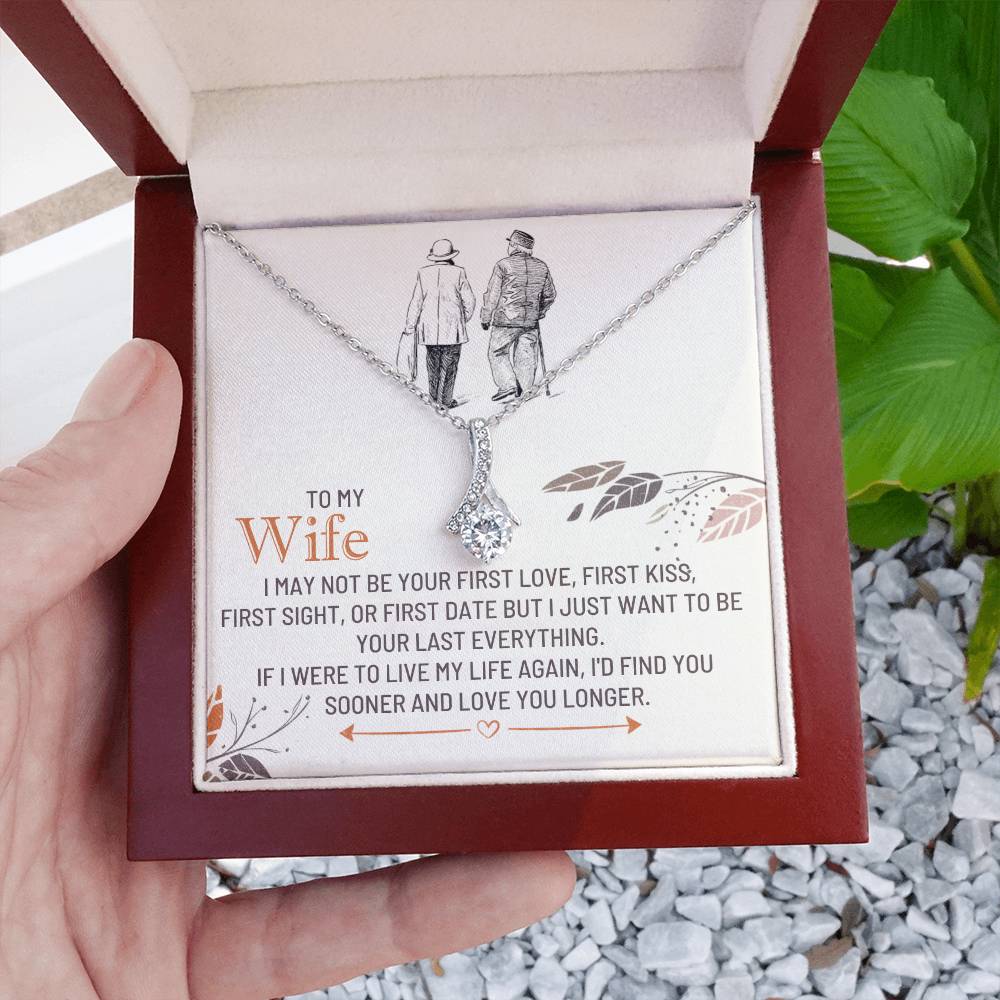 TO MY
Wife
I MAY NOT BE YOUR FIRST LOVE, FIRST KISS,
FIRST SIGHT, OR FIRST DATE BUT I JUST WANT TO BE
YOUR LAST EVERYTHING.
IF I WERE TO LIVE MY LIFE AGAIN, I'D FIND YOU
SOONER AND LOVE YOU LONGER.